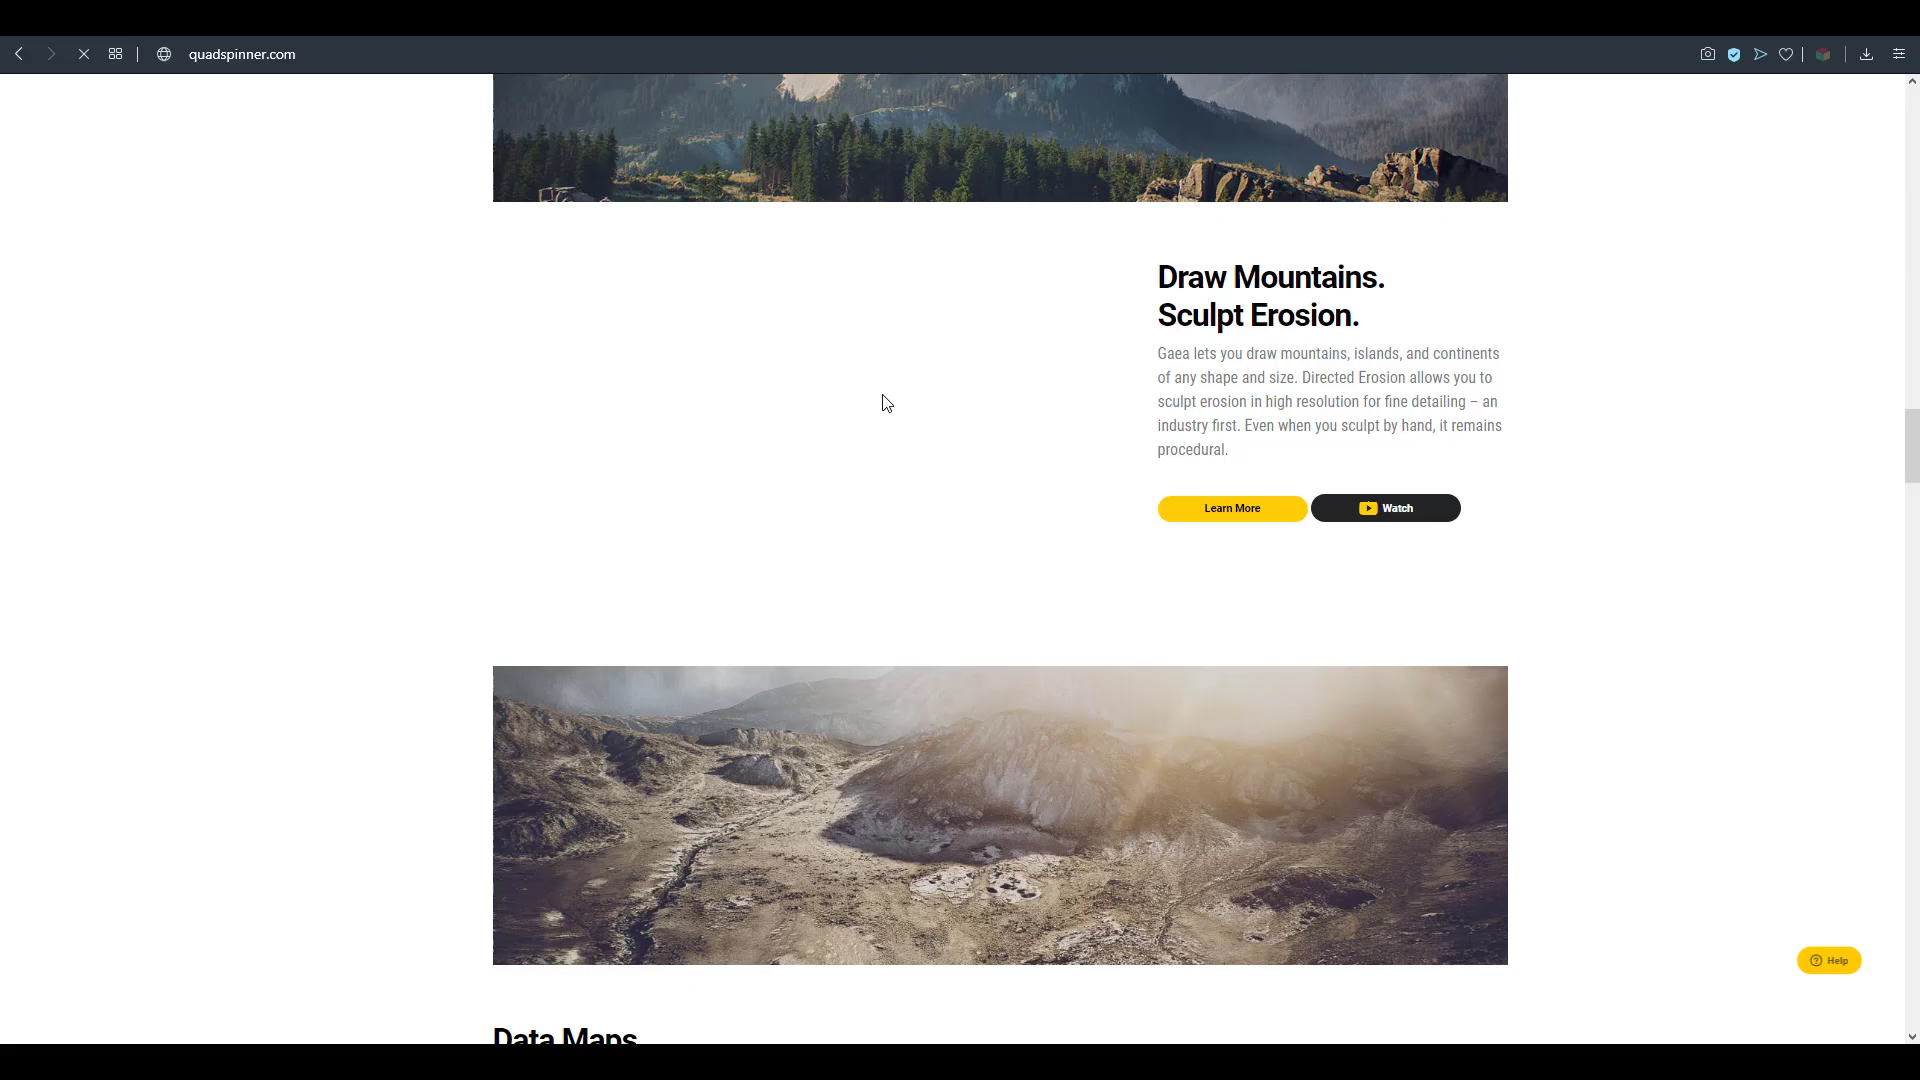 quadspinner.com
Draw Mountains.
Sculpt Erosion.
Gaea lets you draw mountains, islands, and continents
of any shape and size. Directed Erosion allows you to
sculpt erosion in high resolution for fine detailing – an
industry first. Even when you sculpt by hand, it remains
procedural.
Learn More
Watch
Help
Data Maps